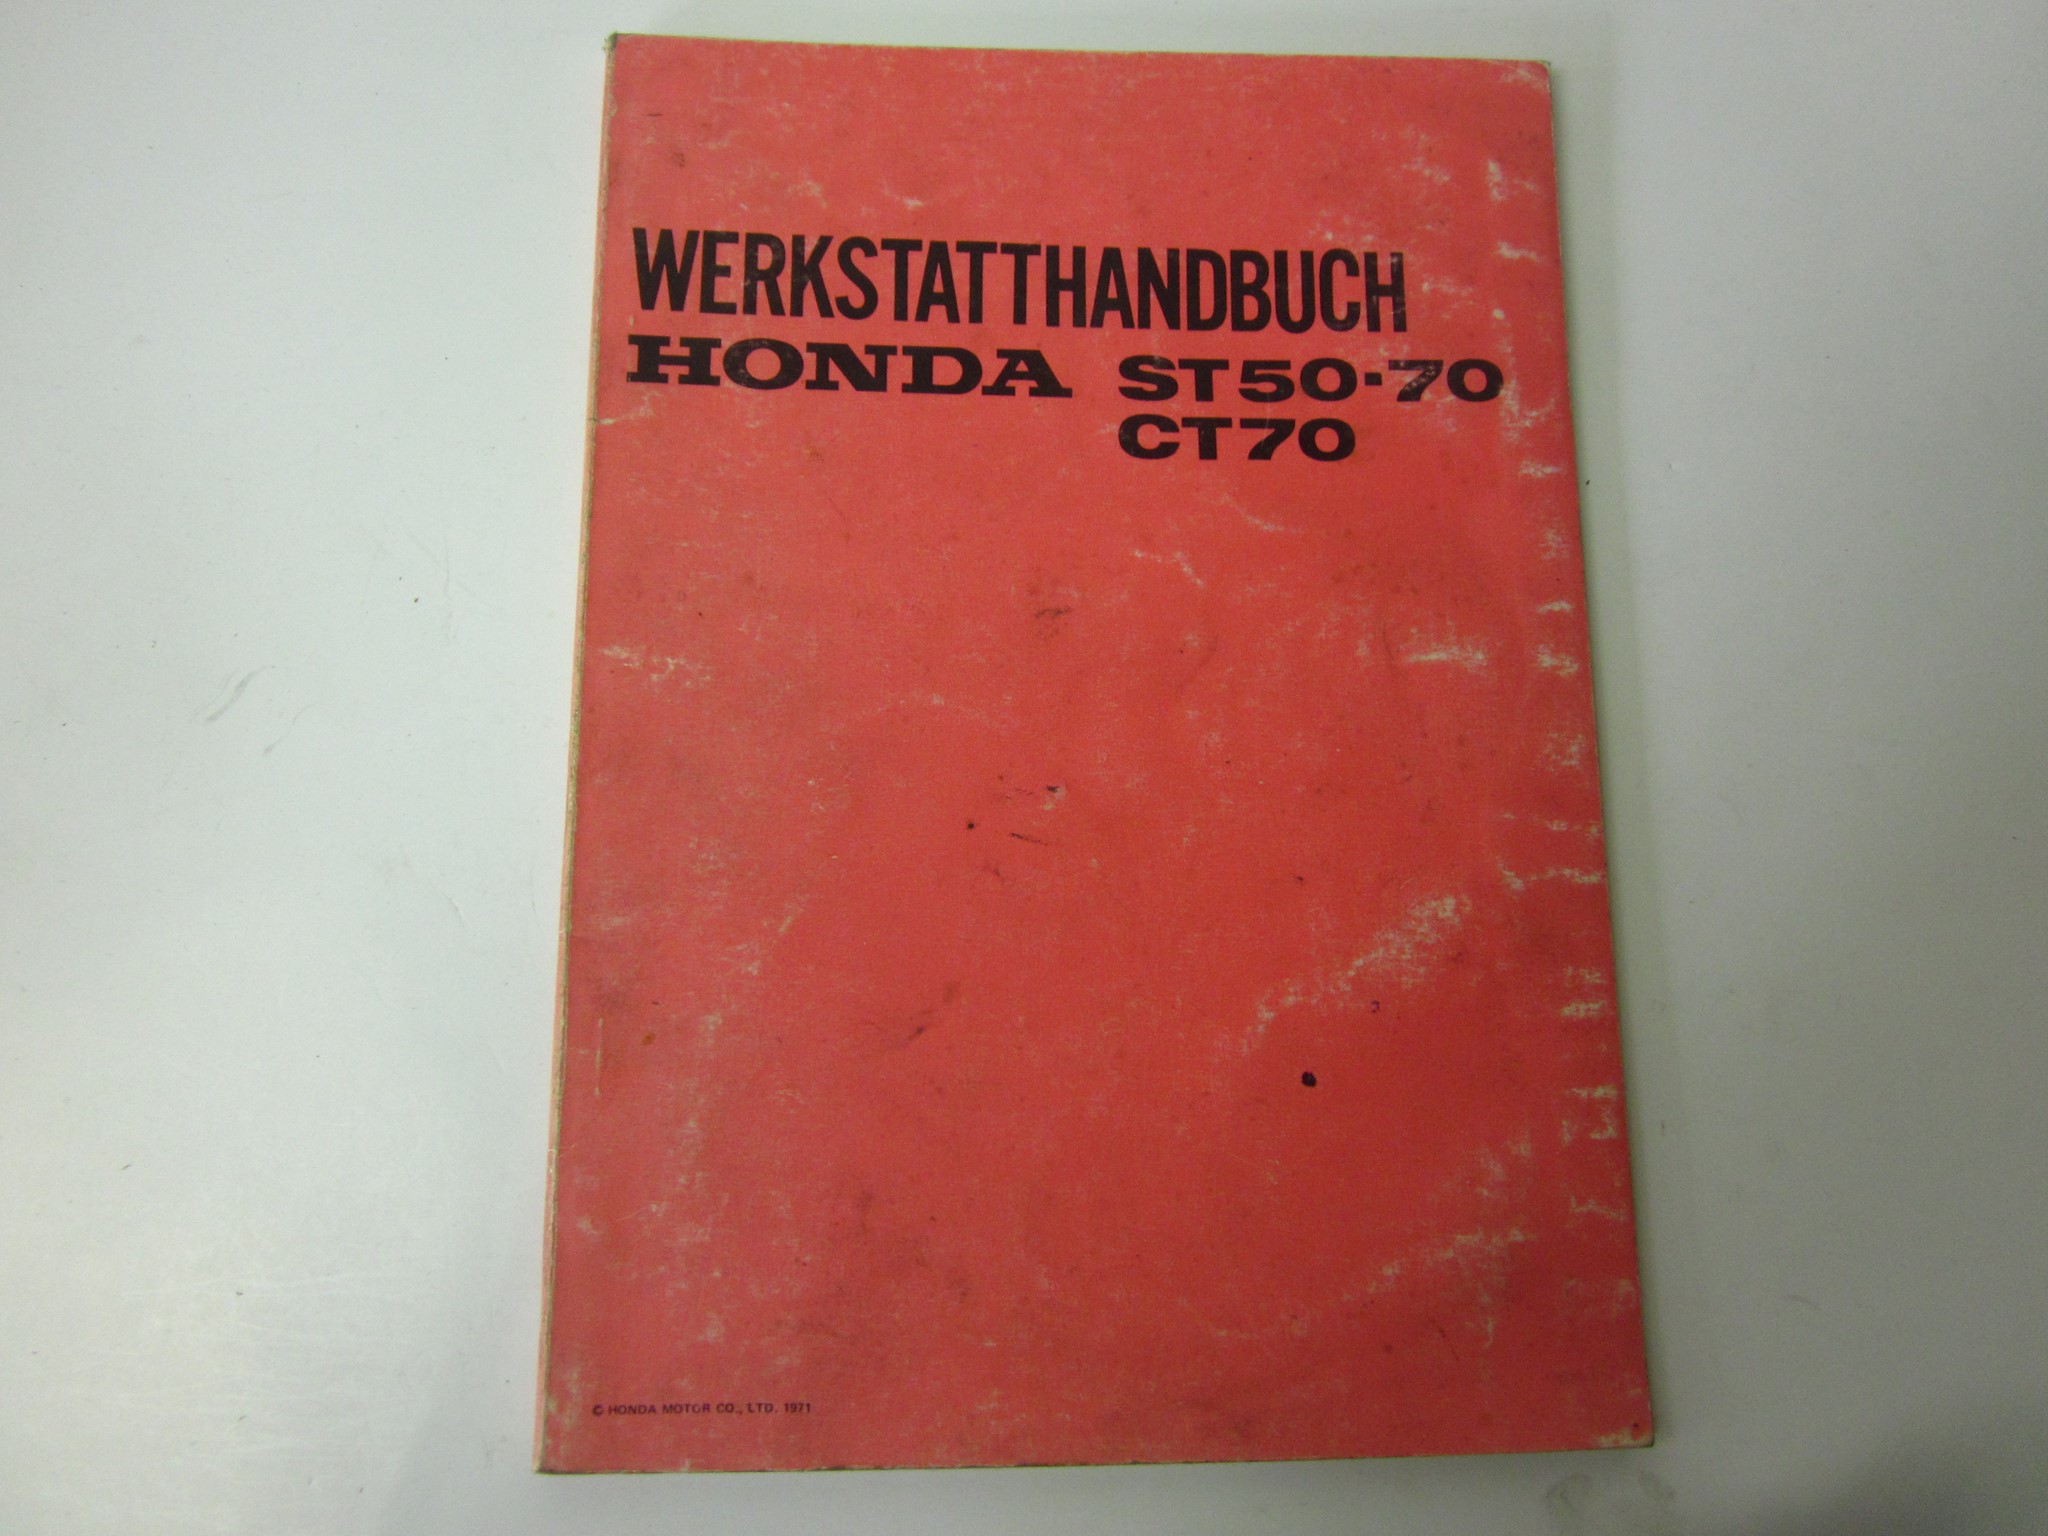 WERKSTATTHANDBUCH
HONDA ST50·70
CT70
© HONDA MOTOR CO., LTD. 1971